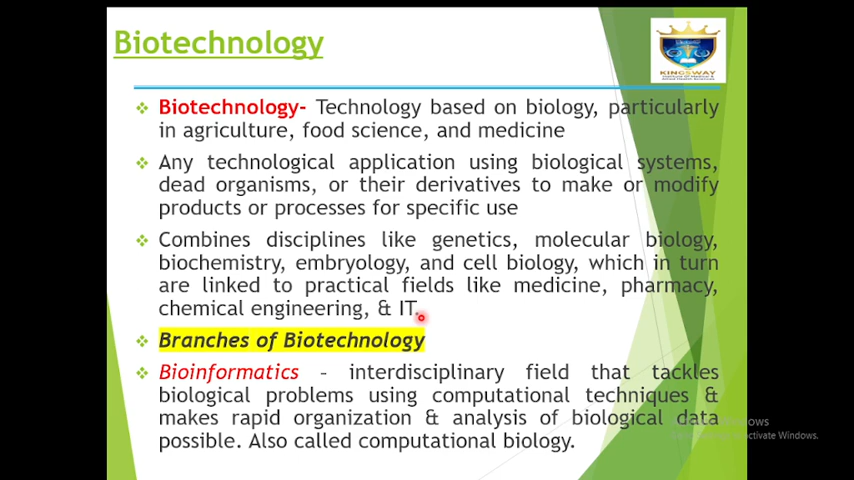 Biotechnology
KINGSWAY
Biotechnology- Technology based on biology, particularly
in agriculture, food science, and medicine
Any technological application using biological systems,
dead organisms, or their derivatives to make or modify
products or processes for specific use
Combines disciplines like genetics, molecular biology,
biochemistry, embryology, and cell biology, which in turn
are linked to practical fields like medicine, pharmacy,
chemical engineering, & IT.
Branches of Biotechnology
Bioinformatics – interdisciplinary field that tackles
biological problems using computational techniques &
makes rapid organization & analysis of biological data
possible. Also called computational biology.
Windows
Activate Windows.